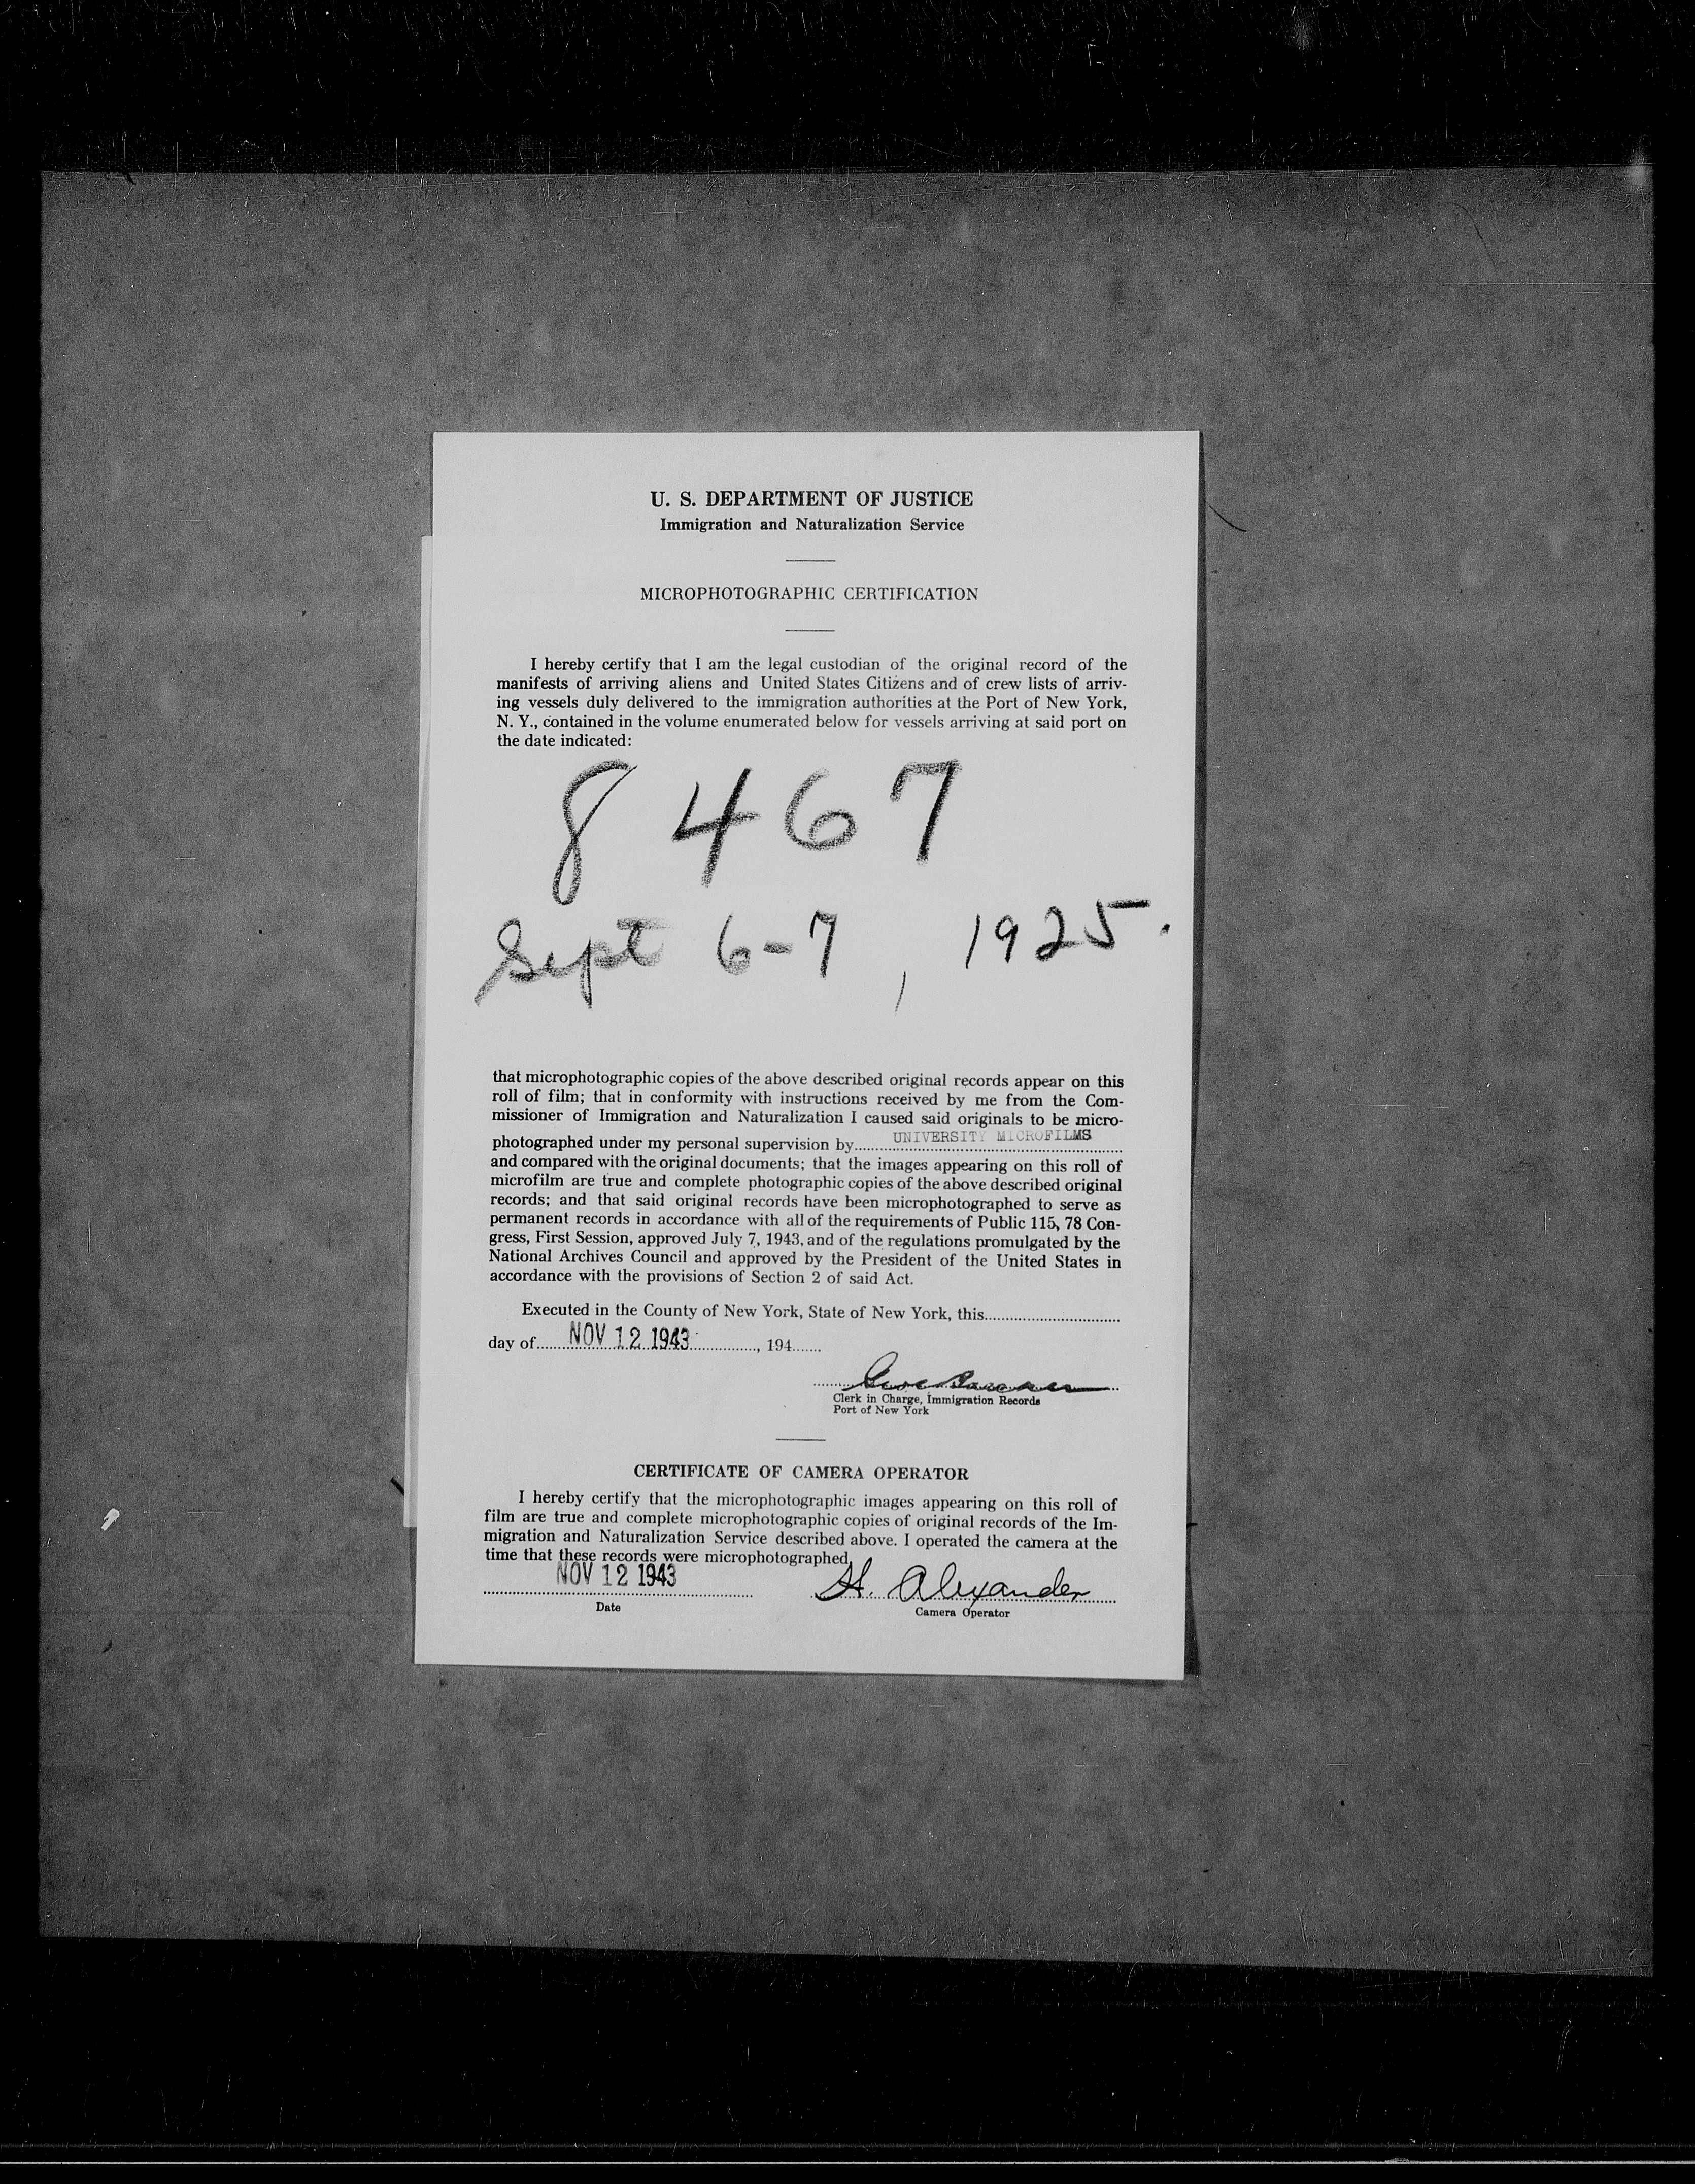 U. S. DEPARTMENT OF JUSTICE
Immigration and Naturalization Service
MICROPHOTOGRAPHIC CERTIFICATION
I hereby certify that I am the legal custodian of the original record of the
manifests of arriving aliens and United States Citizens and of crew lists of arriv-
ing vessels duly delivered to the immigration authorities at the Port of New York,
N. Y., contained in the volume enumerated below for vessels arriving at said port on
the date indicated:
8467
Sept 6-7, 1925.
that microphotographic copies of the above described original records appear on this
roll of film; that in conformity with instructions received by me from the Com-
missioner of Immigration and Naturalization I caused said originals to be micro-
photographed under my personal supervision by UNIVERSITY MICROFILMS
and compared with the original documents; that the images appearing on this roll of
microfilm are true and complete photographic copies of the above described original
records; and that said original records have been microphotographed to serve as
permanent records in accordance with all of the requirements of Public 115, 78 Con-
gress, First Session, approved July 7, 1943, and of the regulations promulgated by the
National Archives Council and approved by the President of the United States in
accordance with the provisions of Section 2 of said Act.
Executed in the County of New York, State of New York, this
day of NOV 12 1943, 194
Clerk in Charge, Immigration Records
Port of New York
CERTIFICATE OF CAMERA OPERATOR
I hereby certify that the microphotographic images appearing on this roll of
film are true and complete microphotographic copies of original records of the Im-
migration and Naturalization Service described above. I operated the camera at the
time that these records were microphotographed.
NOV 12 1943 H. Alexander
Date Camera Operator